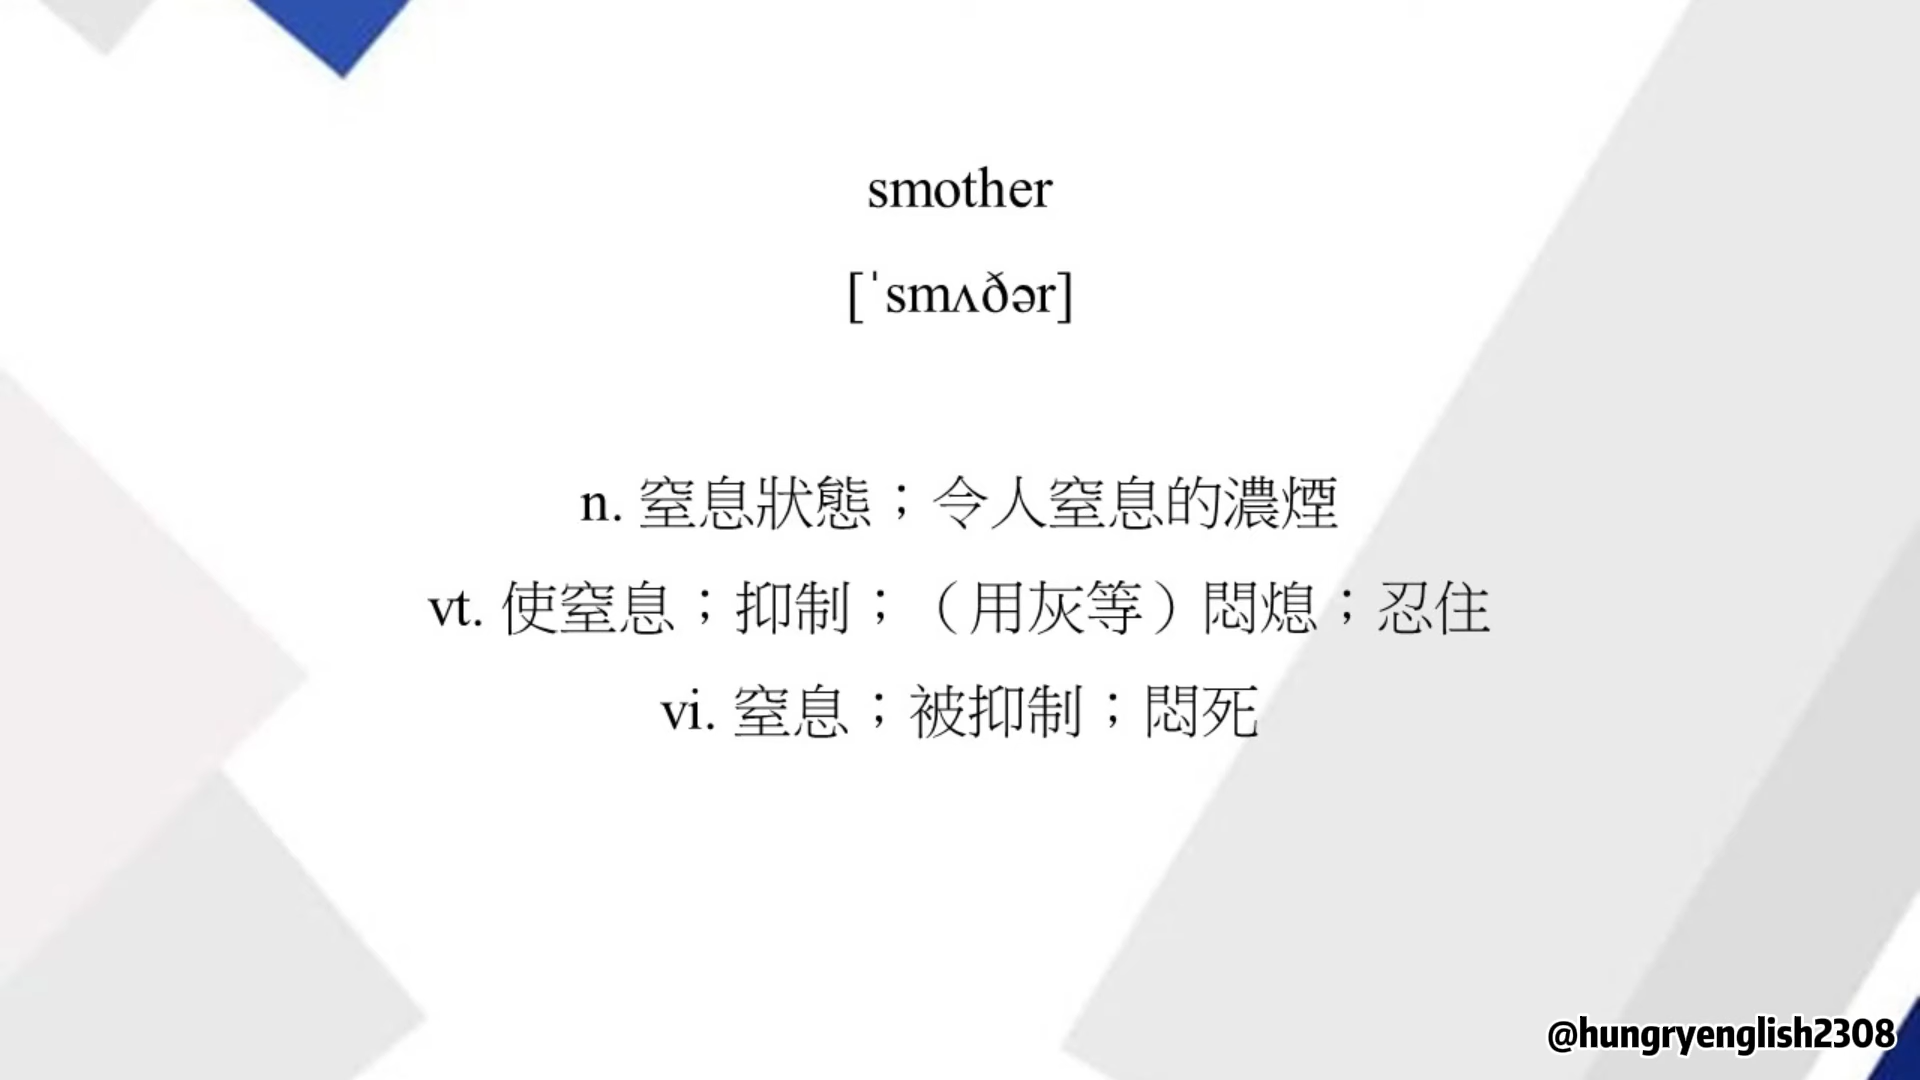 smother
[ˈsmʌðər]
n. 窒息狀態；令人窒息的濃煙
vt. 使窒息；抑制；（用灰等）悶熄；忍住
vi. 窒息；被抑制；悶死
@hungryenglish2308